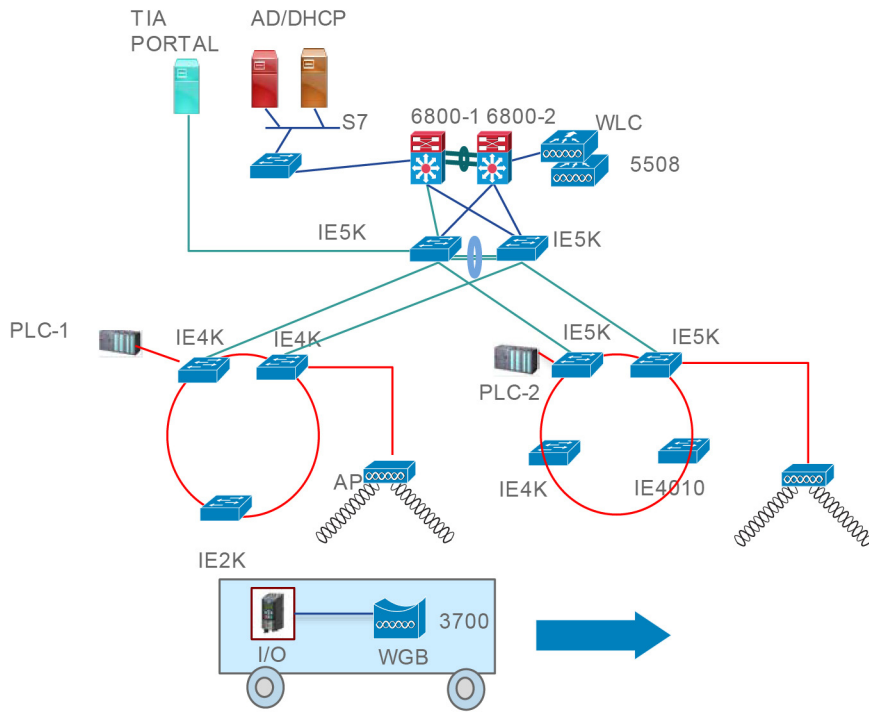 TIA
PORTAL
AD/DHCP
S7
6800-1
6800-2
WLC
5508
IE5K
IE5K
PLC-1
IE4K
IE4K
IE5K
IE5K
PLC-2
AP
IE4K
IE4010
IE2K
I/O
WGB
3700